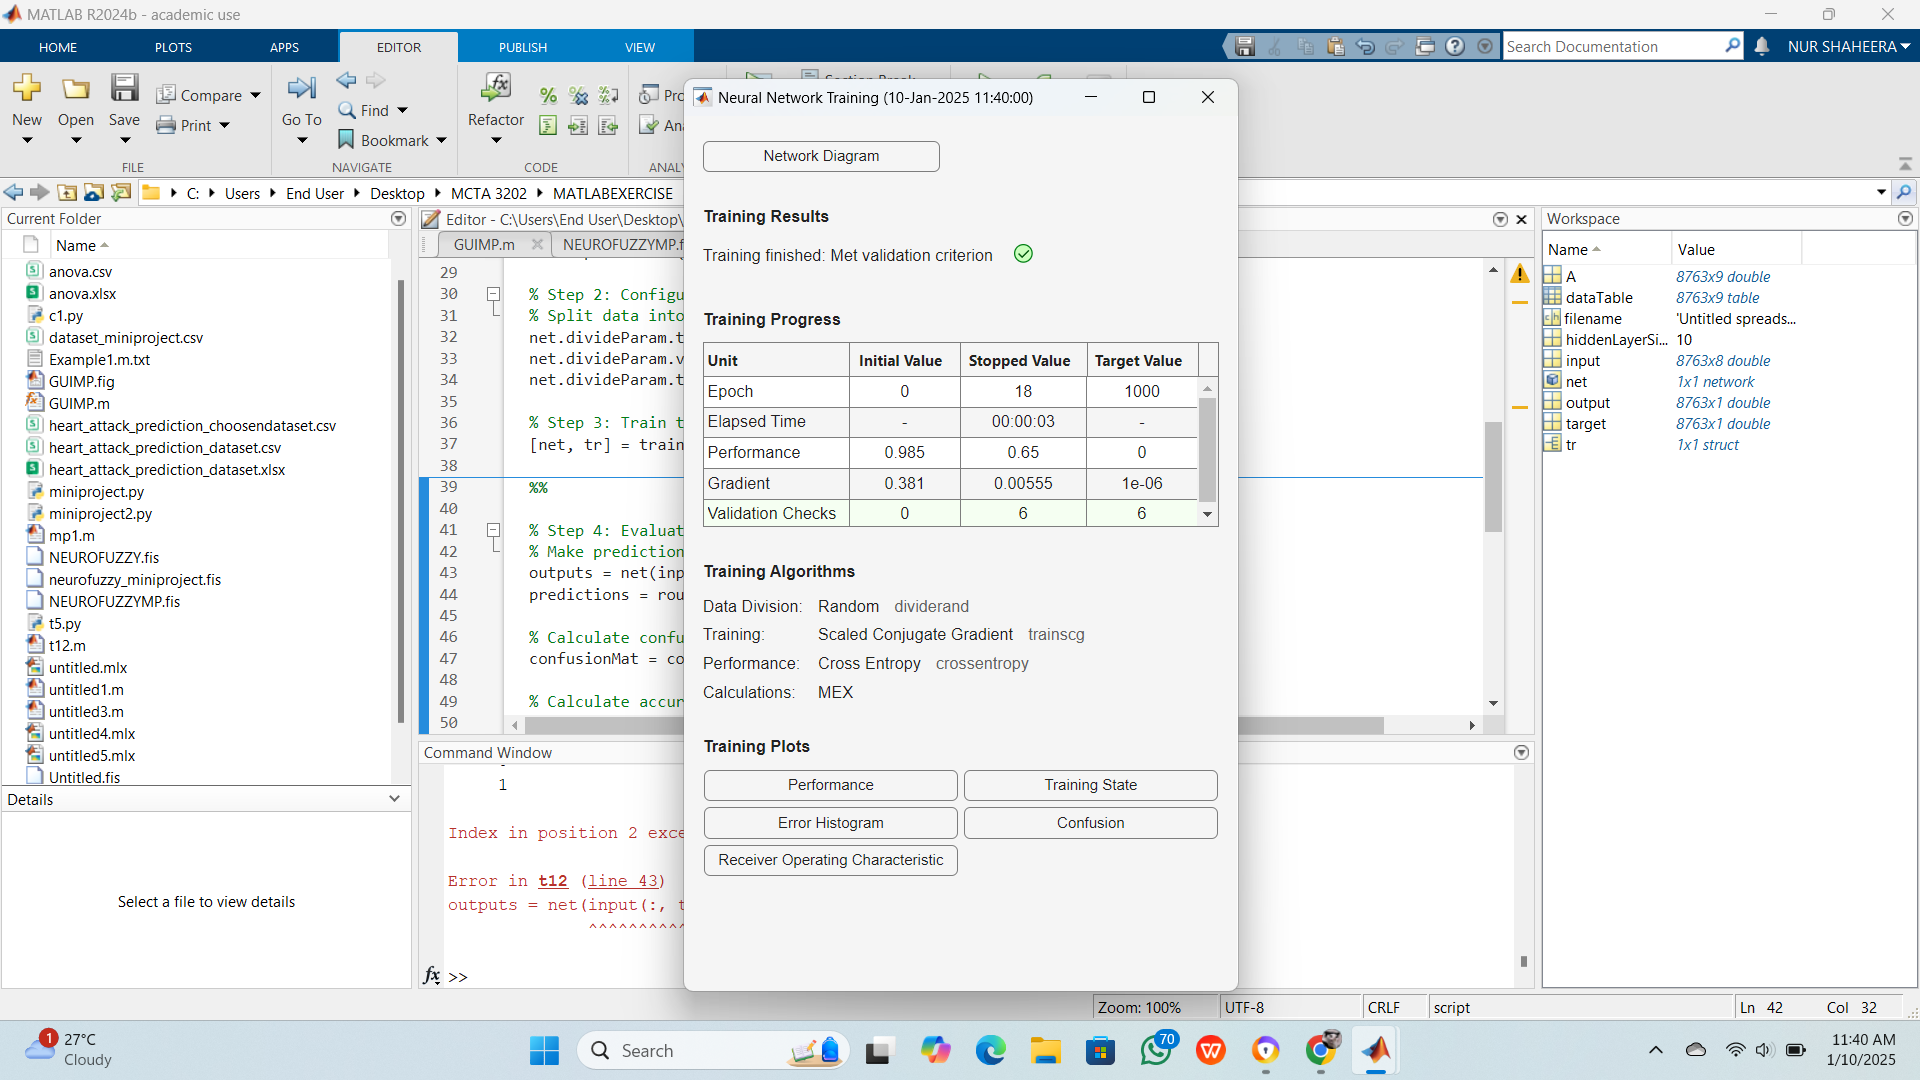 MATLAB R2024b - academic use
HOME
PLOTS
APPS
EDITOR
PUBLISH
VIEW
Search Documentation
NUR SHAHEERA
New
Open
Save
Compare
Print
FILE
Go To
Find
Bookmark
NAVIGATE
Refactor
CODE
C:
Users
End User
Desktop
MCTA 3202
MATLABEXERCISE
Current Folder
Name
anova.csv
anova.xlsx
c1.py
dataset_miniproject.csv
Example1.m.txt
GUIMP.fig
GUIMP.m
heart_attack_prediction_choosendataset.csv
heart_attack_prediction_dataset.csv
heart_attack_prediction_dataset.xlsx
miniproject.py
miniproject2.py
mp1.m
NEUROFUZZY.fis
neurofuzzy_miniproject.fis
NEUROFUZZYMP.fis
t5.py
t12.m
untitled.mlx
untitled1.m
untitled3.m
untitled4.mlx
untitled5.mlx
Untitled.fis
Details
Select a file to view details
Editor - C:\Users\End User\Desktop\
GUIMP.m
NEUROFUZZYMP.f
29
30 % Step 2: Configu
31 % Split data into
32 net.divideParam.t
33 net.divideParam.v
34 net.divideParam.t
35
36 % Step 3: Train t
37 [net, tr] = train
38
39 %%
40
41 % Step 4: Evaluat
42 % Make prediction
43 outputs = net(inp
44 predictions = rou
45
46 % Calculate confu
47 confusionMat = co
48
49 % Calculate accur
50
Command Window
1
Index in position 2 exce
Error in t12 (line 43)
outputs = net(input(:, t
^^^^^^^^^^
fx >>
Neural Network Training (10-Jan-2025 11:40:00)
Network Diagram
Training Results
Training finished: Met validation criterion
Training Progress
Unit Initial Value Stopped Value Target Value
Epoch 0 18 1000
Elapsed Time - 00:00:03 -
Performance 0.985 0.65 0
Gradient 0.381 0.00555 1e-06
Validation Checks 0 6 6
Training Algorithms
Data Division: Random dividerand
Training: Scaled Conjugate Gradient trainscg
Performance: Cross Entropy crossentropy
Calculations: MEX
Training Plots
Performance
Training State
Error Histogram
Confusion
Receiver Operating Characteristic
Workspace
Name Value
A 8763x9 double
dataTable 8763x9 table
filename 'Untitled spreads...
hiddenLayerSi... 10
input 8763x8 double
net 1x1 network
output 8763x1 double
target 8763x1 double
tr 1x1 struct
Zoom: 100%
UTF-8
CRLF
script
Ln 42
Col 32
1
27°C
Cloudy
Search
70
11:40 AM
1/10/2025